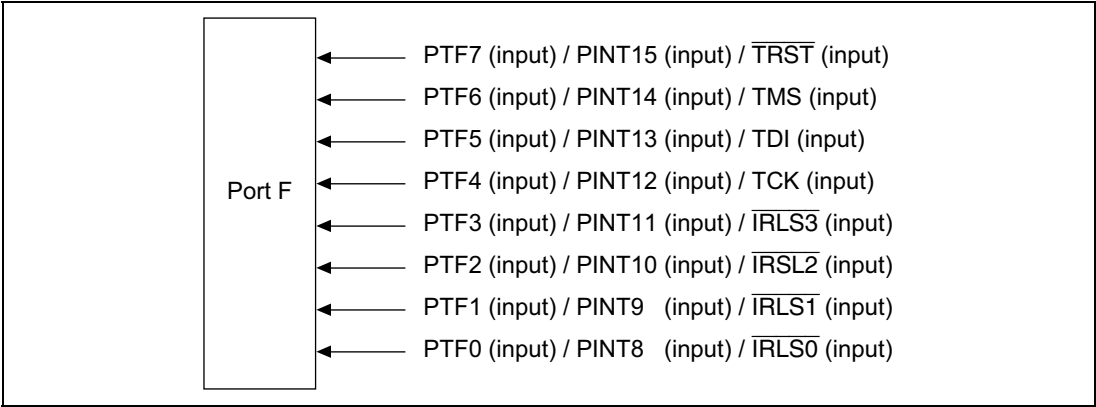 PTF7 (input) / PINT15 (input) / TRST (input)
PTF6 (input) / PINT14 (input) / TMS (input)
PTF5 (input) / PINT13 (input) / TDI (input)
Port F
PTF4 (input) / PINT12 (input) / TCK (input)
PTF3 (input) / PINT11 (input) / IRLS3 (input)
PTF2 (input) / PINT10 (input) / IRSL2 (input)
PTF1 (input) / PINT9 (input) / IRLS1 (input)
PTF0 (input) / PINT8 (input) / IRLS0 (input)